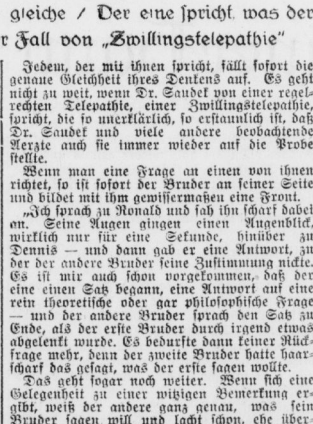 gleiche / Der eine spricht, was der
r Fall von „Zwillingstelepathie"
Jedem, der mit ihnen spricht, fällt sofort die
genaue Gleichheit ihres Denkens auf. Es geht
nicht zu weit, wenn Dr. Saudek von einer regel-
rechten Telepathie, einer Zwillingstelepathie,
spricht, die so unerklärlich, so erstaunlich ist, daß
Dr. Saudek und viele andere beobachtende
Aerzte auch sie immer wieder auf die Probe
stellte.
Wenn man eine Frage an einen von ihnen
richtet, so ist sofort der Bruder an seiner Seite
und bildet mit ihm gewissermaßen eine Front.
„Ich sprach zu Ronald und sah ihn scharf dabei
an. Seine Augen gingen einen Augenblick,
wirklich nur für eine Sekunde, hinüber zu
Dennis — und dann gab er eine Antwort, zu
der der andere Bruder seine Zustimmung nickte.
Es ist mir auch schon vorgekommen, daß der
eine einen Satz begann, eine Antwort auf eine
rein theoretische oder gar philosophische Frage
— und der andere Bruder sprach den Satz zu
Ende, als der erste Bruder durch irgend etwas
abgelenkt wurde. Es bedurfte dann keiner Rück-
frage mehr, denn der zweite Bruder hatte haar-
scharf das gesagt, was der erste sagen wollte.
Das geht sogar noch weiter. Wenn sich eine
Gelegenheit zu einer witzigen Bemerkung er-
gibt, weiß der andere ganz genau, was sein
Bruder sagen will und lacht schon, ehe über-